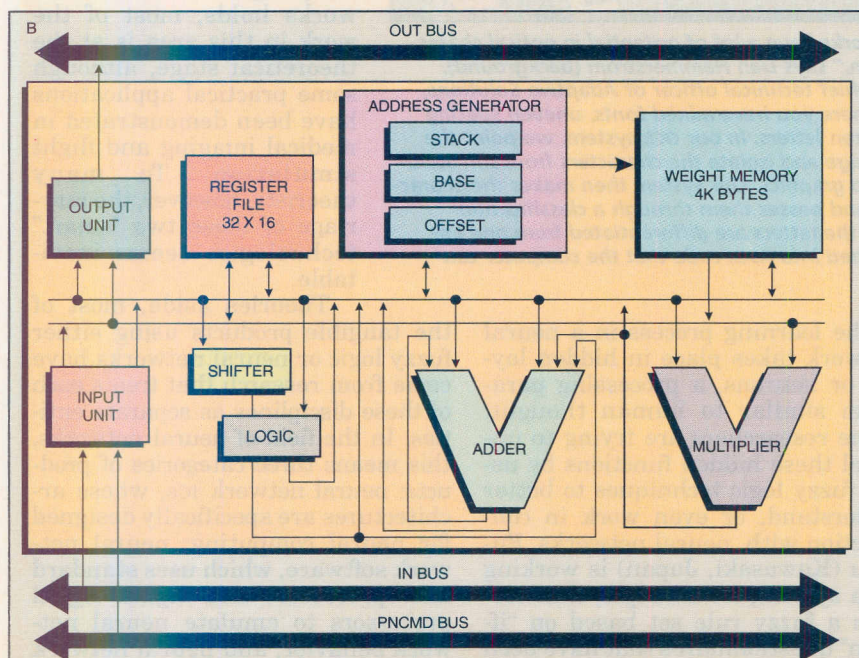 B
OUT BUS
OUTPUT
UNIT
REGISTER
FILE
32 X 16
ADDRESS GENERATOR
STACK
BASE
OFFSET
WEIGHT MEMORY
4K BYTES
INPUT
UNIT
SHIFTER
LOGIC
ADDER
MULTIPLIER
IN BUS
PNCMD BUS